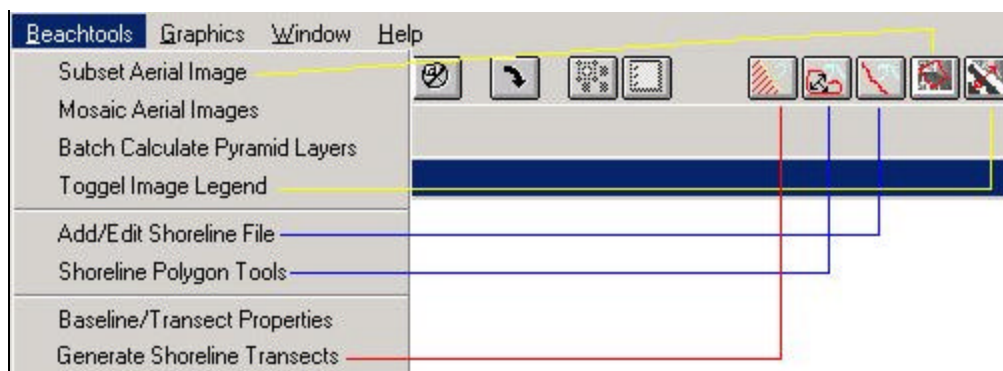 Beachtools Graphics Window Help
Subset Aerial Image
Mosaic Aerial Images
Batch Calculate Pyramid Layers
Toggel Image Legend
Add/Edit Shoreline File
Shoreline Polygon Tools
Baseline/Transect Properties
Generate Shoreline Transects